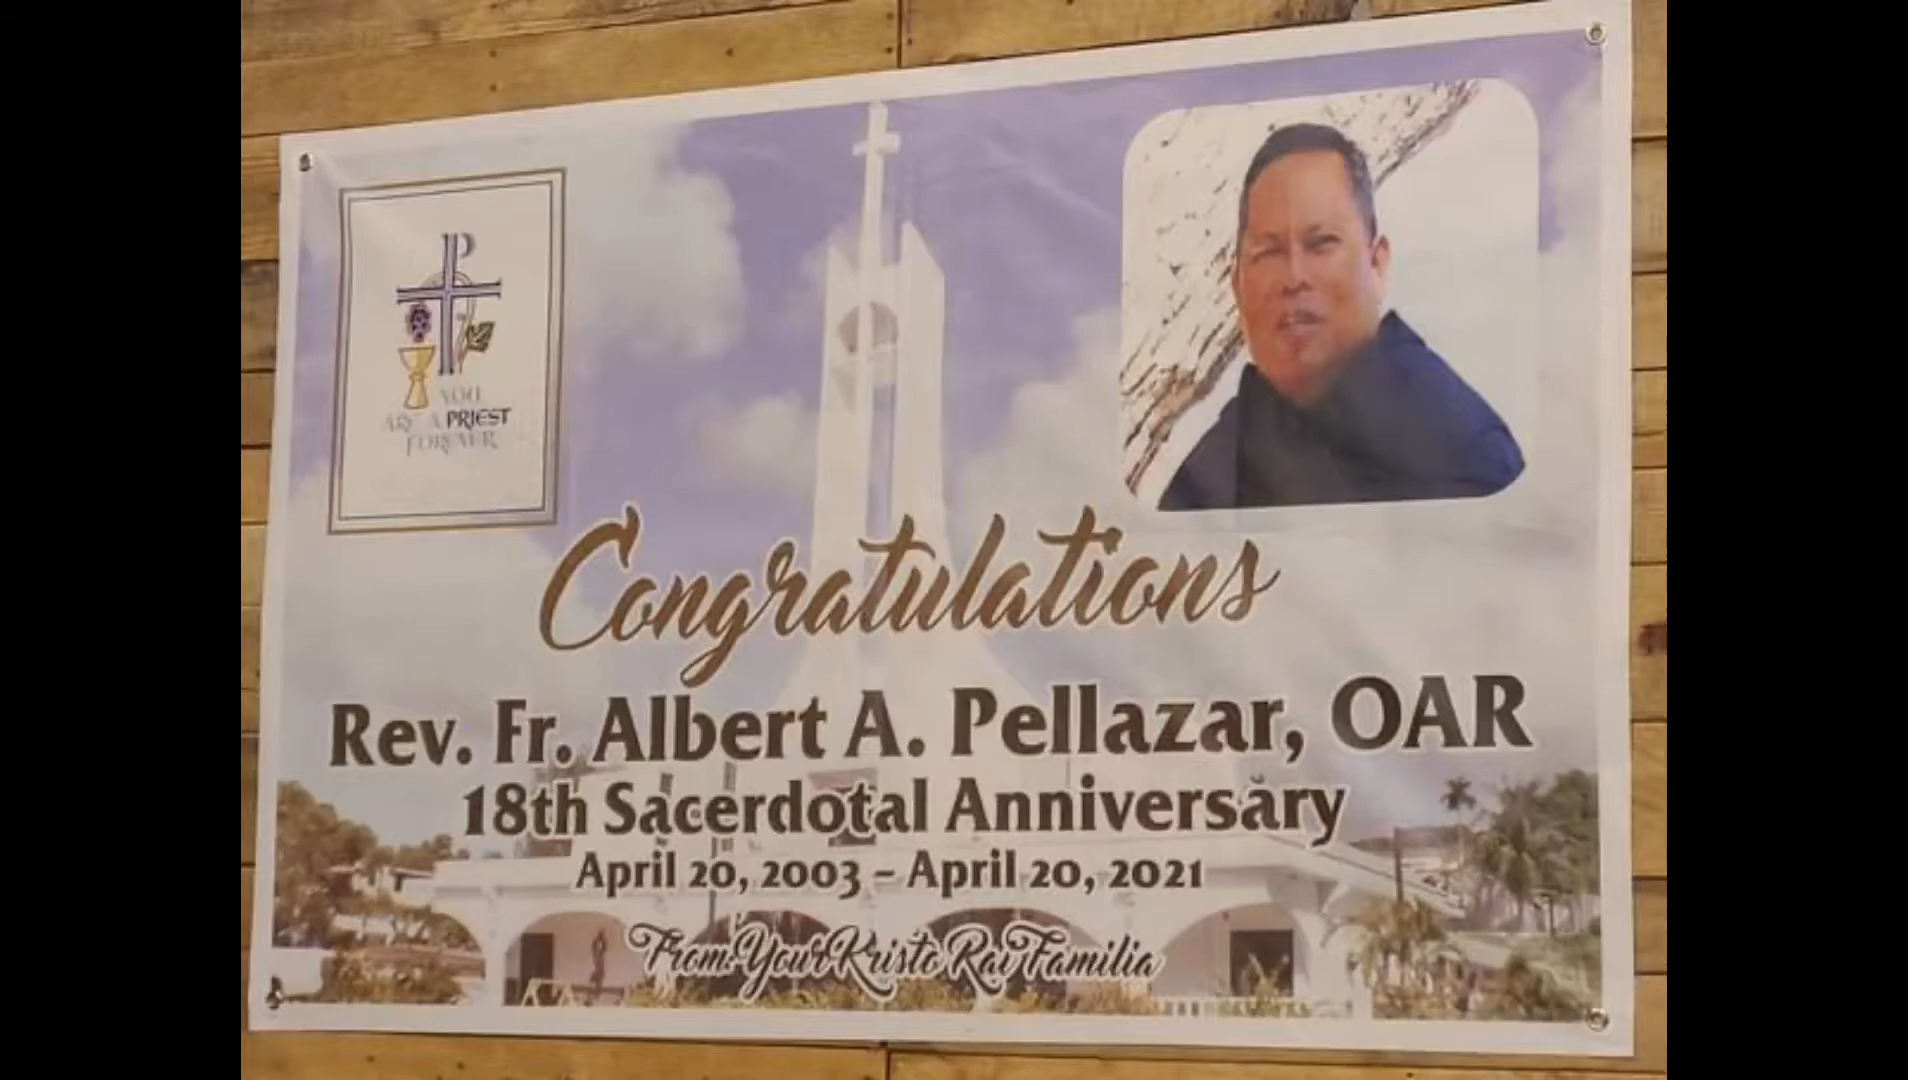 YOU
ARE A PRIEST
FOREVER
Congratulations
Rev. Fr. Albert A. Pellazar, OAR
18th Sacerdotal Anniversary
April 20, 2003 – April 20, 2021
From: Your Kristo Rai Familia